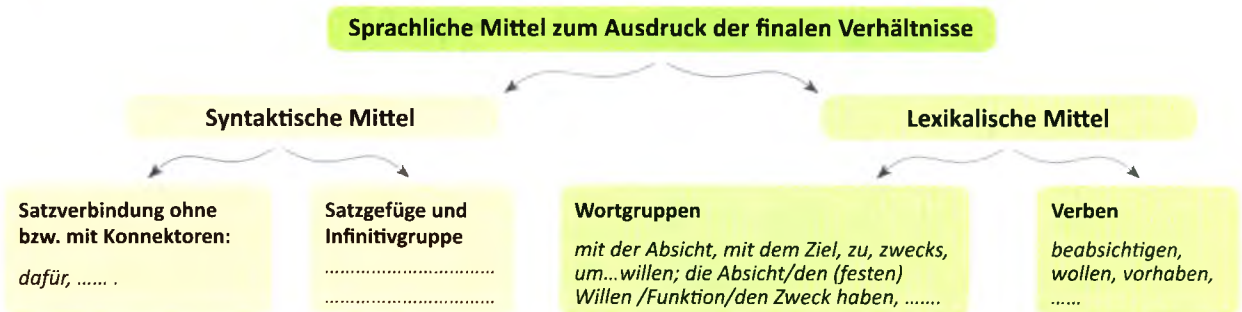 Sprachliche Mittel zum Ausdruck der finalen Verhältnisse
Syntaktische Mittel
Lexikalische Mittel
Satzverbindung ohne
bzw. mit Konnektoren:
dafür, ...... .
Satzgefüge und
Infinitivgruppe
..................................
..................................
Wortgruppen
mit der Absicht, mit dem Ziel, zu, zwecks,
um...willen; die Absicht/den (festen)
Willen /Funktion/den Zweck haben, .......
Verben
beabsichtigen,
wollen, vorhaben,
......